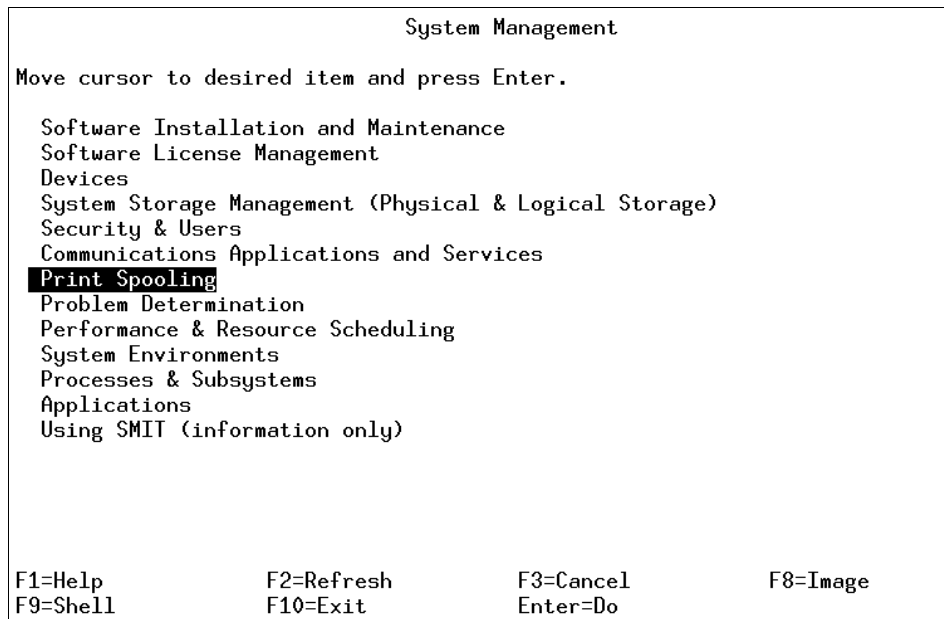 System Management
Move cursor to desired item and press Enter.
Software Installation and Maintenance
Software License Management
Devices
System Storage Management (Physical & Logical Storage)
Security & Users
Communications Applications and Services
Print Spooling
Problem Determination
Performance & Resource Scheduling
System Environments
Processes & Subsystems
Applications
Using SMIT (information only)
F1=Help F2=Refresh F3=Cancel F8=Image
F9=Shell F10=Exit Enter=Do